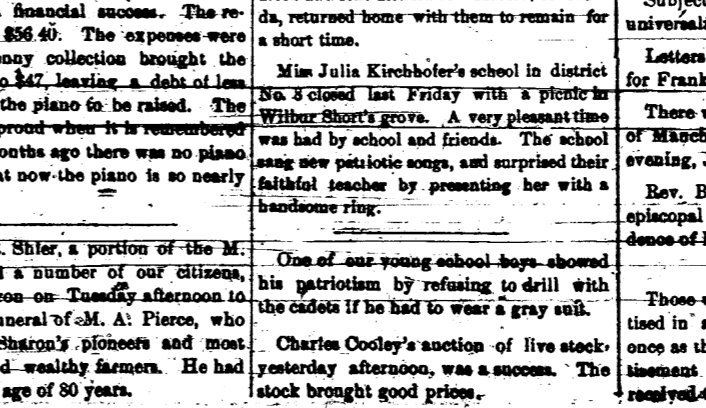 financial success. The re-
$56.40. The expenses were
enny collection brought the
o $47, leaving a debt of less
the piano to be raised. The
proud when it is remembered
onths ago there was no piano
at now the piano is so nearly
Shier, a portion of the M.
a number of our citizens,
on Tuesday afternoon to
uneral of M. A. Pierce, who
Sharon's pioneers and most
d wealthy farmers. He had
age of 80 years.
da, returned home with them to remain for
a short time.
Miss Julia Kirchhofer's school in district
No. 8 closed last Friday with a picnic in
Wilbur Short's grove. A very pleasant time
was had by school and friends. The school
sang new patriotic songs, and surprised their
faithful teacher by presenting her with a
handsome ring.
One of our young school boys showed
his patriotism by refusing to drill with
the cadets if he had to wear a gray suit.
Charles Cooley's auction of live stock
yesterday afternoon, was a success. The
stock brought good prices.
Subject
universali
Letters
for Frank
There
of Manch
evening,
Rev. B
episcopal
dence of
Those
tised in
once as th
tisement
received